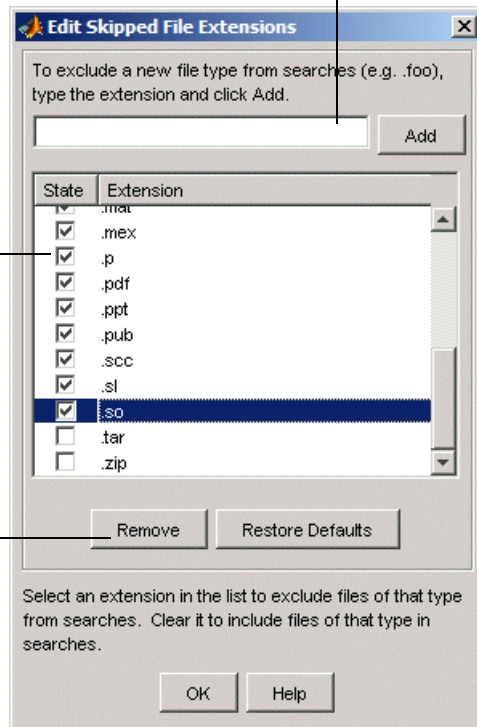 Edit Skipped File Extensions
To exclude a new file type from searches (e.g. .foo),
type the extension and click Add.
Add
State Extension
.mat
.mex
.p
.pdf
.ppt
.pub
.scc
.sl
.so
.tar
.zip
Remove Restore Defaults
Select an extension in the list to exclude files of that type
from searches. Clear it to include files of that type in
searches.
OK Help